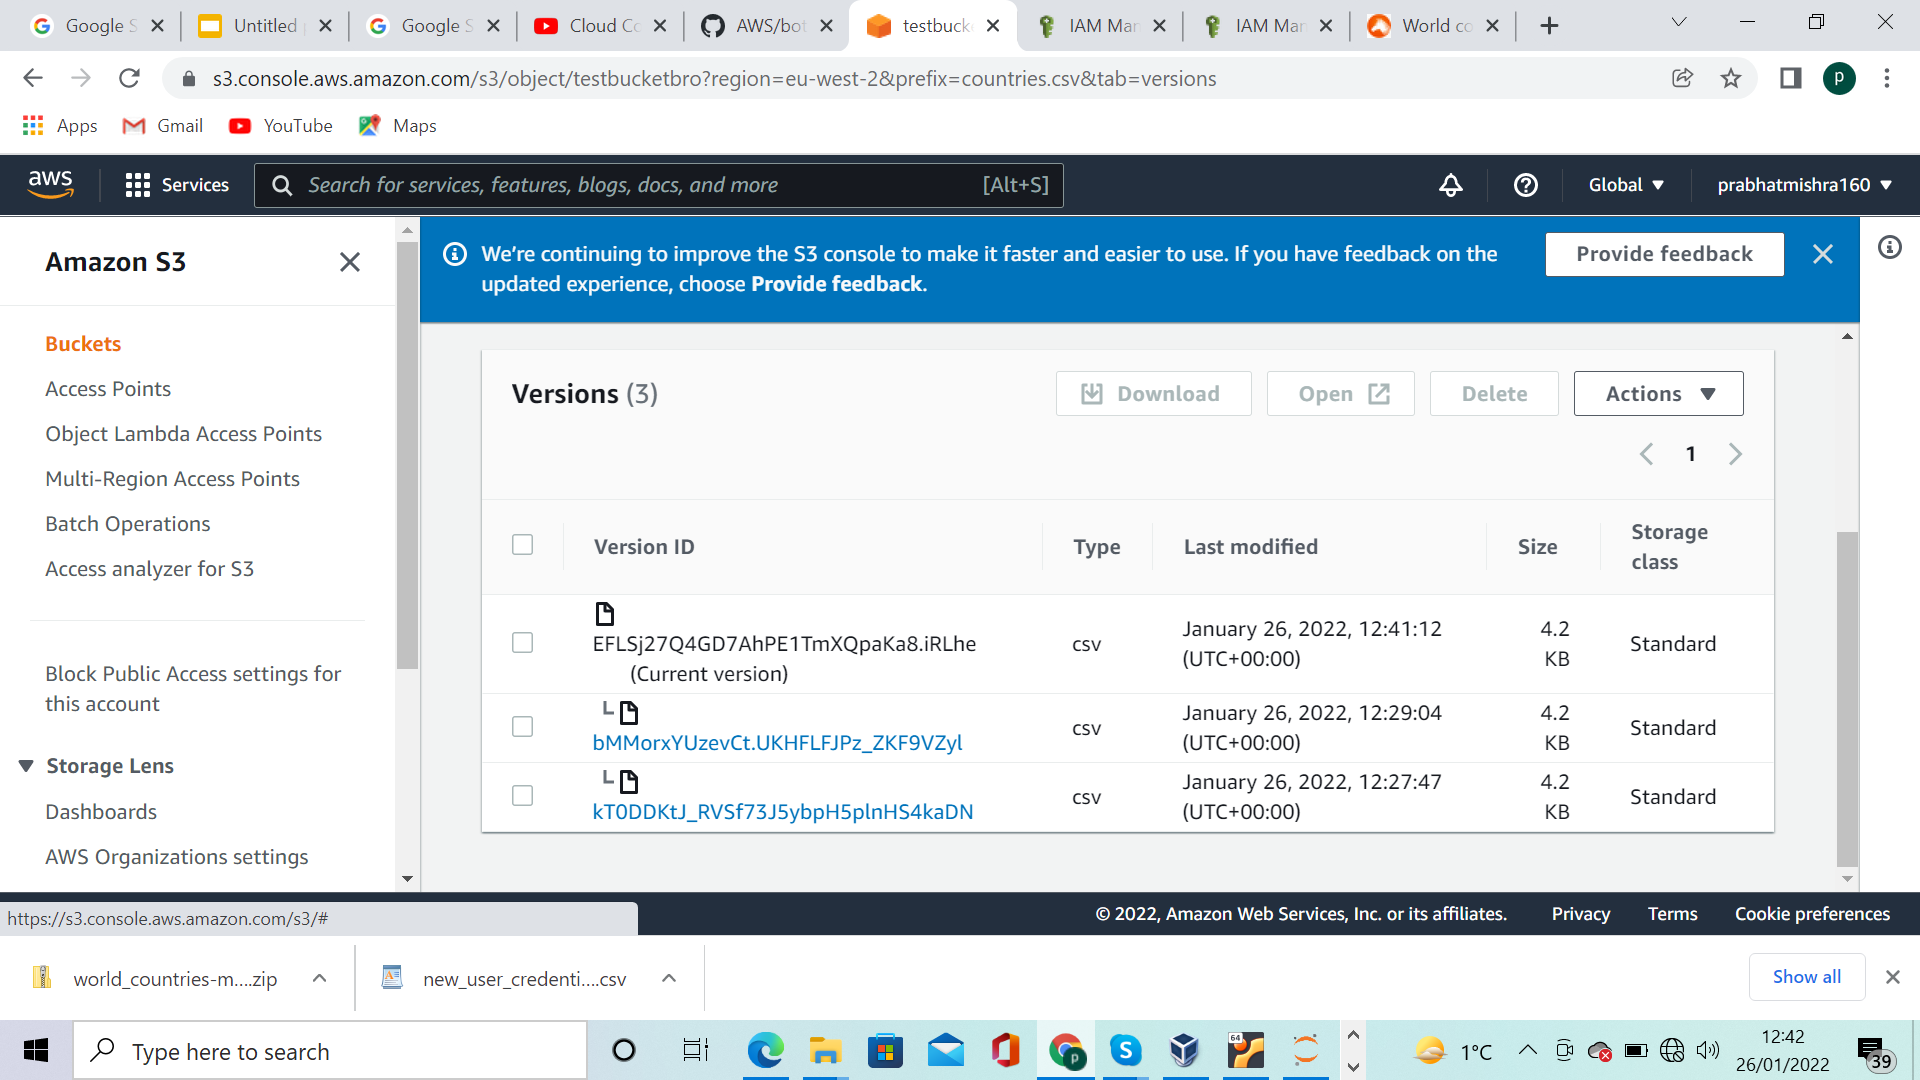 Google S
Untitled
Google S
Cloud Co
AWS/bot
testbuck
IAM Man
IAM Man
World co
s3.console.aws.amazon.com/s3/object/testbucketbro?region=eu-west-2&prefix=countries.csv&tab=versions
p
Apps
Gmail
YouTube
Maps
aws
Services
Search for services, features, blogs, docs, and more
[Alt+S]
Global
prabhatmishra160
Amazon S3
Buckets
Access Points
Object Lambda Access Points
Multi-Region Access Points
Batch Operations
Access analyzer for S3
Block Public Access settings for
this account
Storage Lens
Dashboards
AWS Organizations settings
We're continuing to improve the S3 console to make it faster and easier to use. If you have feedback on the
updated experience, choose Provide feedback.
Provide feedback
Versions (3)
Download
Open
Delete
Actions
1
Version ID
Type
Last modified
Size
Storage
class
EFLSj27Q4GD7AhPE1TmXQpaKa8.iRLhe
(Current version)
csv
January 26, 2022, 12:41:12
(UTC+00:00)
4.2
KB
Standard
bMMorxYUzevCt.UKHFLFJPz_ZKF9VZyl
csv
January 26, 2022, 12:29:04
(UTC+00:00)
4.2
KB
Standard
kT0DDKtJ_RVSf73J5ybpH5plnHS4kaDN
csv
January 26, 2022, 12:27:47
(UTC+00:00)
4.2
KB
Standard
https://s3.console.aws.amazon.com/s3/#
© 2022, Amazon Web Services, Inc. or its affiliates.
Privacy
Terms
Cookie preferences
world_countries-m....zip
new_user_credenti....csv
Show all
Type here to search
p
64
1°C
12:42
26/01/2022
39